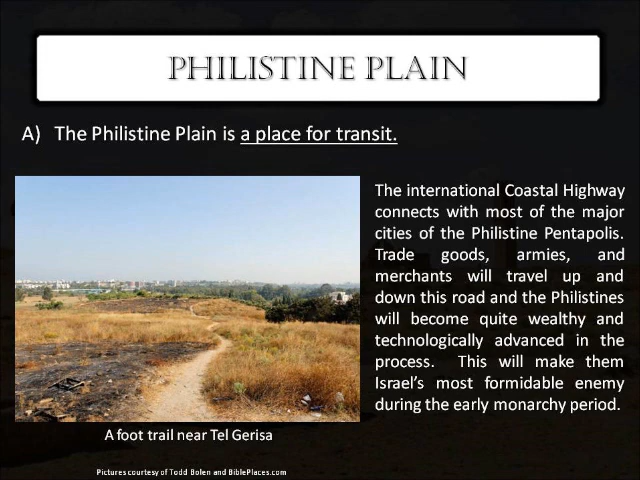 PHILISTINE PLAIN
A) The Philistine Plain is a place for transit.
The international Coastal Highway
connects with most of the major
cities of the Philistine Pentapolis.
Trade goods, armies, and
merchants will travel up and
down this road and the Philistines
will become quite wealthy and
technologically advanced in the
process. This will make them
Israel's most formidable enemy
during the early monarchy period.
A foot trail near Tel Gerisa
Pictures courtesy of Todd Bolen and BiblePlaces.com